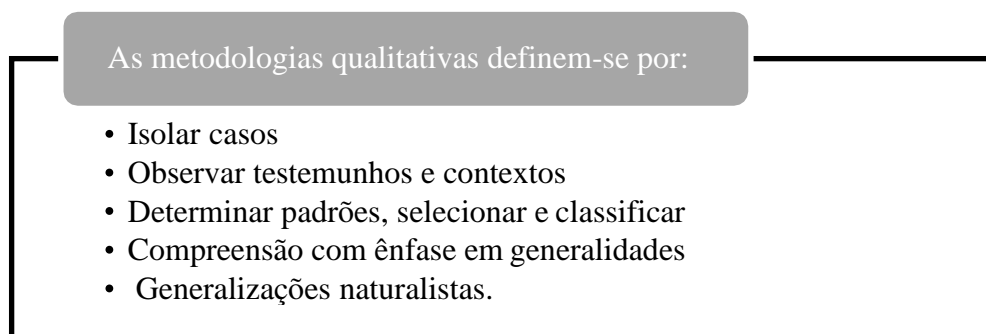 As metodologias qualitativas definem-se por:
• Isolar casos
• Observar testemunhos e contextos
• Determinar padrões, selecionar e classificar
• Compreensão com ênfase em generalidades
• Generalizações naturalistas.